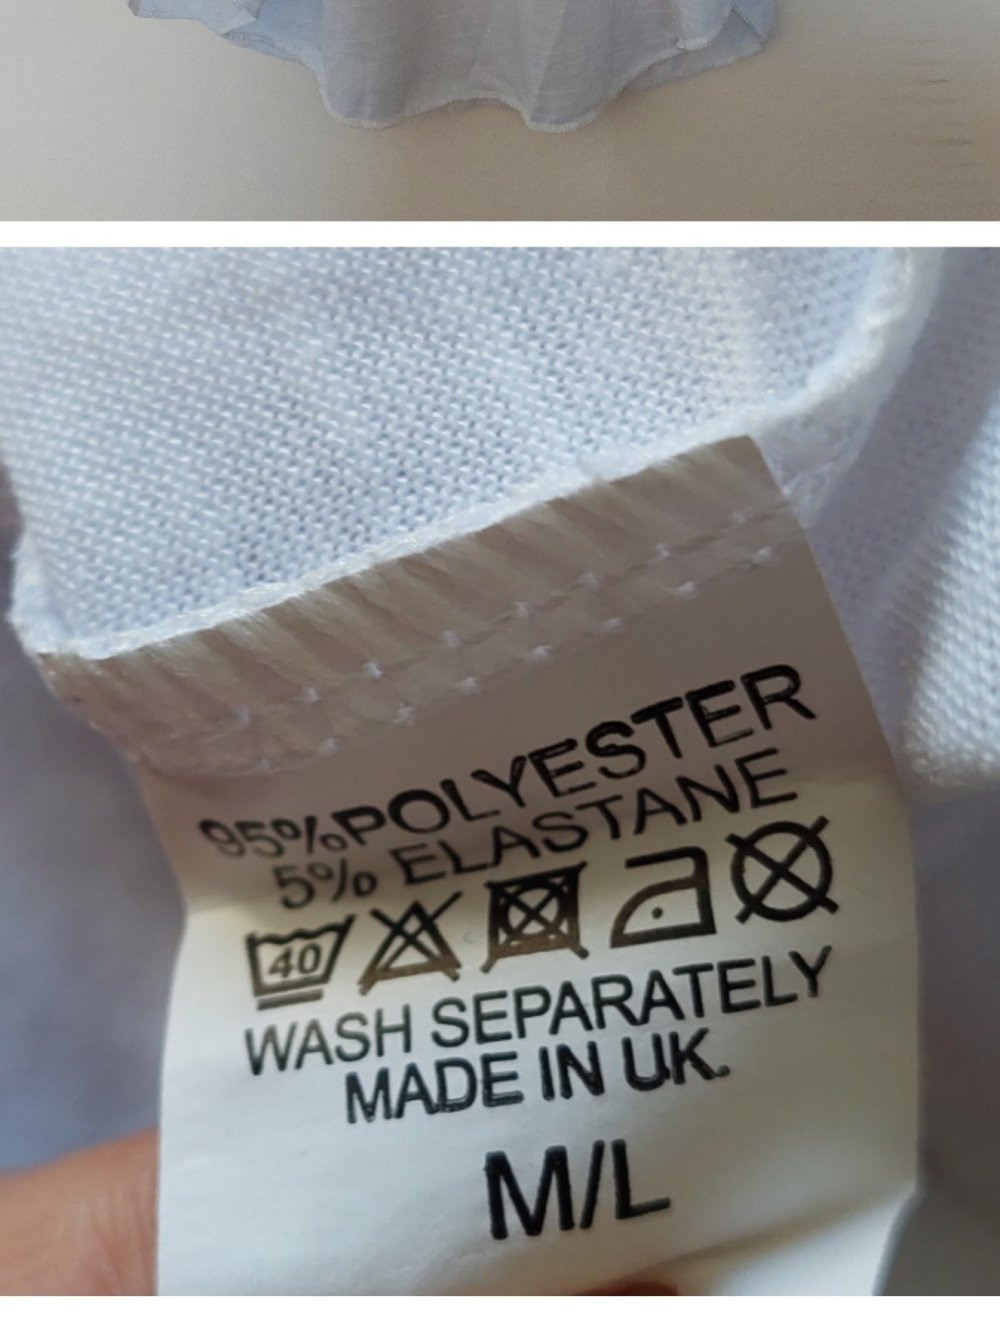 95%POLYESTER
5% ELASTANE
40
WASH SEPARATELY
MADE IN UK.
M/L